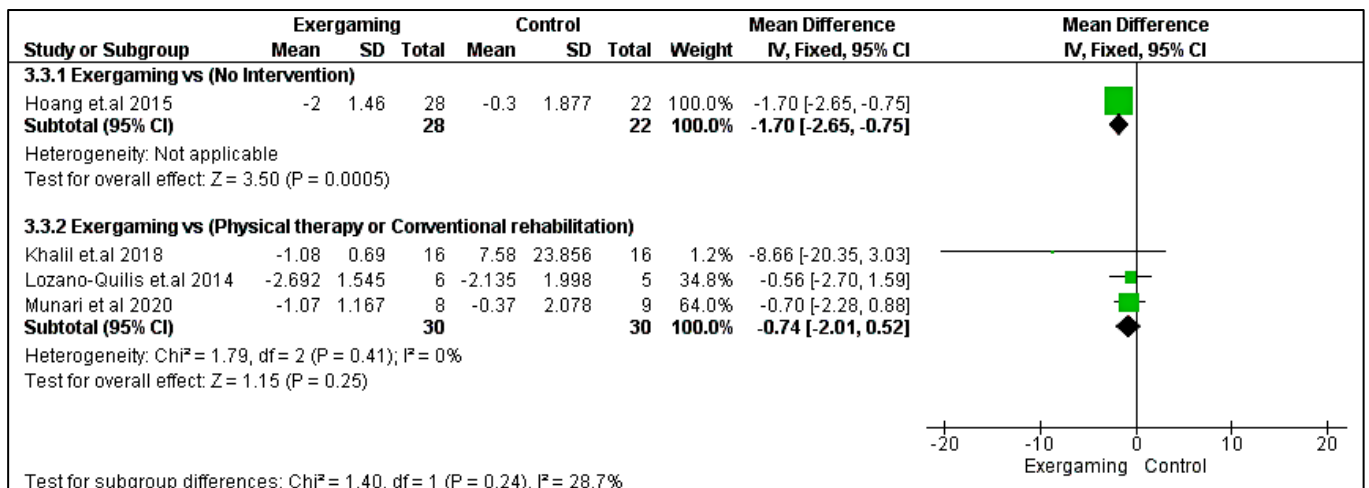 Exergaming Control Mean Difference Mean Difference
Study or Subgroup Mean SD Total Mean SD Total Weight IV, Fixed, 95% CI IV, Fixed, 95% CI
3.3.1 Exergaming vs (No Intervention)
Hoang et.al 2015 -2 1.46 28 -0.3 1.877 22 100.0% -1.70 [-2.65, -0.75]
Subtotal (95% CI) 28 22 100.0% -1.70 [-2.65, -0.75]
Heterogeneity: Not applicable
Test for overall effect: Z = 3.50 (P = 0.0005)
3.3.2 Exergaming vs (Physical therapy or Conventional rehabilitation)
Khalil et.al 2018 -1.08 0.69 16 7.58 23.856 16 1.2% -8.66 [-20.35, 3.03]
Lozano-Quilis et.al 2014 -2.692 1.545 6 -2.135 1.998 5 34.8% -0.56 [-2.70, 1.59]
Munari et al 2020 -1.07 1.167 8 -0.37 2.078 9 64.0% -0.70 [-2.28, 0.88]
Subtotal (95% CI) 30 30 100.0% -0.74 [-2.01, 0.52]
Heterogeneity: Chi² = 1.79, df = 2 (P = 0.41); I² = 0%
Test for overall effect: Z = 1.15 (P = 0.25)
-20 -10 0 10 20
Exergaming Control
Test for subgroup differences: Chi² = 1.40, df = 1 (P = 0.24), I² = 28.7%